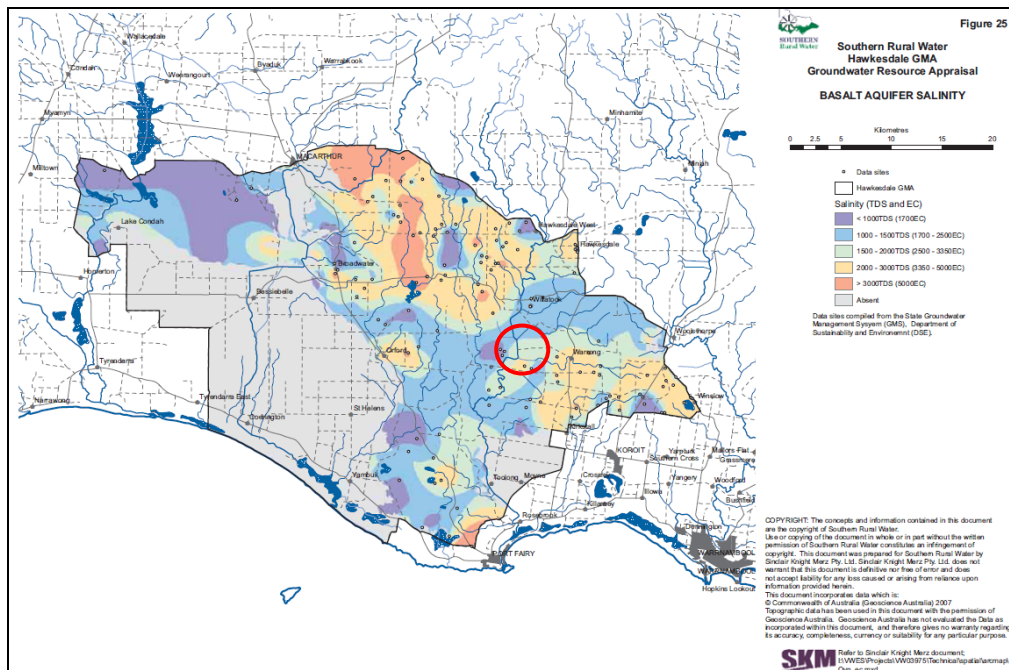 Figure 25
SOUTHERN
Rural Water
Southern Rural Water
Hawkesdale GMA
Groundwater Resource Appraisal
BASALT AQUIFER SALINITY
Kilometres
0 2.5 5 10 15 20
Data sites
Hawkesdale GMA
Salinity (TDS and EC)
< 1000TDS (1700EC)
1000 - 1500TDS (1700 - 2500EC)
1500 - 2000TDS (2500 - 3350EC)
2000 - 3000TDS (3350 - 5000EC)
> 3000TDS (5000EC)
Absent
Data sites compiled from the State Groundwater
Management Sysyem (GMS), Department of
Sustainability and Environemnt (DSE).
Wallacedale
Condah
Weerangourt
Byaduk
Warrabkook
Myamyn
Minhamite
Milltown
MACARTHUR
Minjah
Lake Condah
Hawkesdale West
Hawkesdale
Homerton
Broadwater
Bessiebelle
Willatook
Woolsthorpe
Orford
Warrong
Tyrendarra
Narrawong
Tyrendarra East
Codrington
St Helens
Winslow
Kirkstall
KOROIT
Southern Cross
Yarpturk
Mailors Flat
Grassmere
Yambuk
Toolong
Moyne
Crossley
Yangery
Woodford
Bushfield
Illowa
Killarney
Rosebrook
Dennington
PORT FAIRY
WARRNAMBOOL
Hopkins Lookout
COPYRIGHT: The concepts and information contained in this document
are the copyright of Southern Rural Water.
Use or copying of the document in whole or in part without the written
permission of Southern Rural Water constitutes an infringement of
copyright. This document was prepared for Southern Rural Water by
Sinclair Knight Merz Pty. Ltd. Sinclair Knight Merz Pty. Ltd. does not
warrant that this document is definitive nor free of error and does
not accept liability for any loss caused or arising from reliance upon
information provided herein.
This document incorporates data which is:
© Commonwealth of Australia (Geoscience Australia) 2007
Topographic data has been used in this document with the permission of
Geoscience Australia. Geoscience Australia has not evaluated the Data as
incorporated within this document, and therefore gives no warranty regarding
its accuracy, completeness, currency or suitability for any particular purpose.
SKM
Refer to Sinclair Knight Merz document;